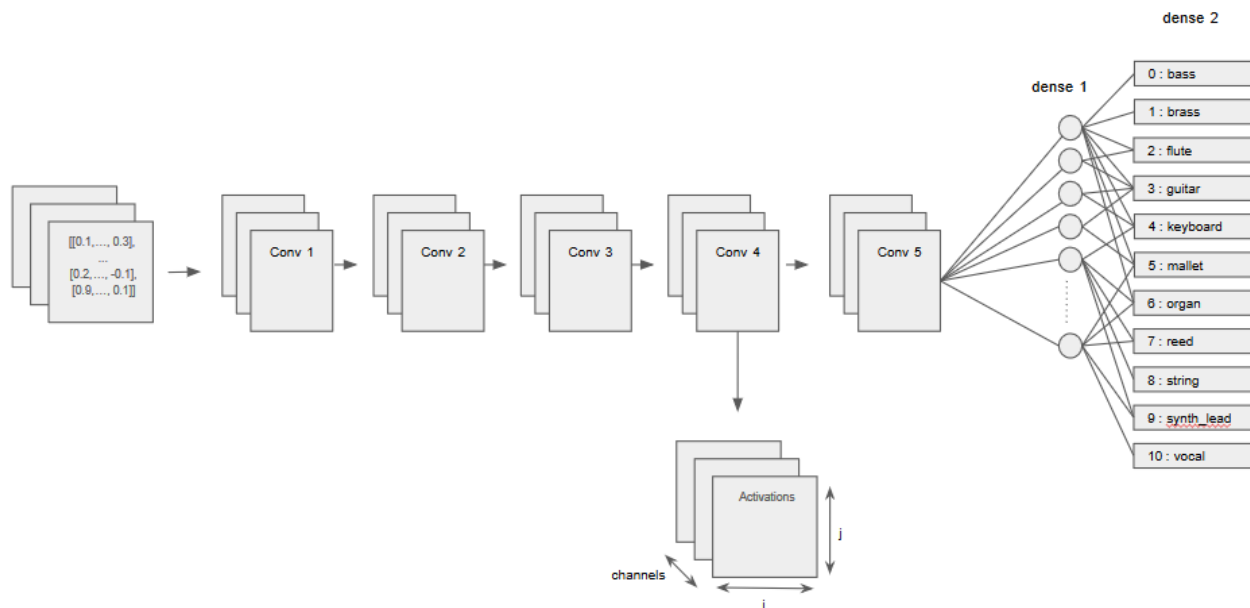 dense 2
dense 1
[[0.1,..., 0.3],
...
[0.2,..., -0.1],
[0.9,..., 0.1]]
Conv 1
Conv 2
Conv 3
Conv 4
Conv 5
0 : bass
1 : brass
2 : flute
3 : guitar
4 : keyboard
5 : mallet
6 : organ
7 : reed
8 : string
9 : synth_lead
10 : vocal
Activations
j
channels
i